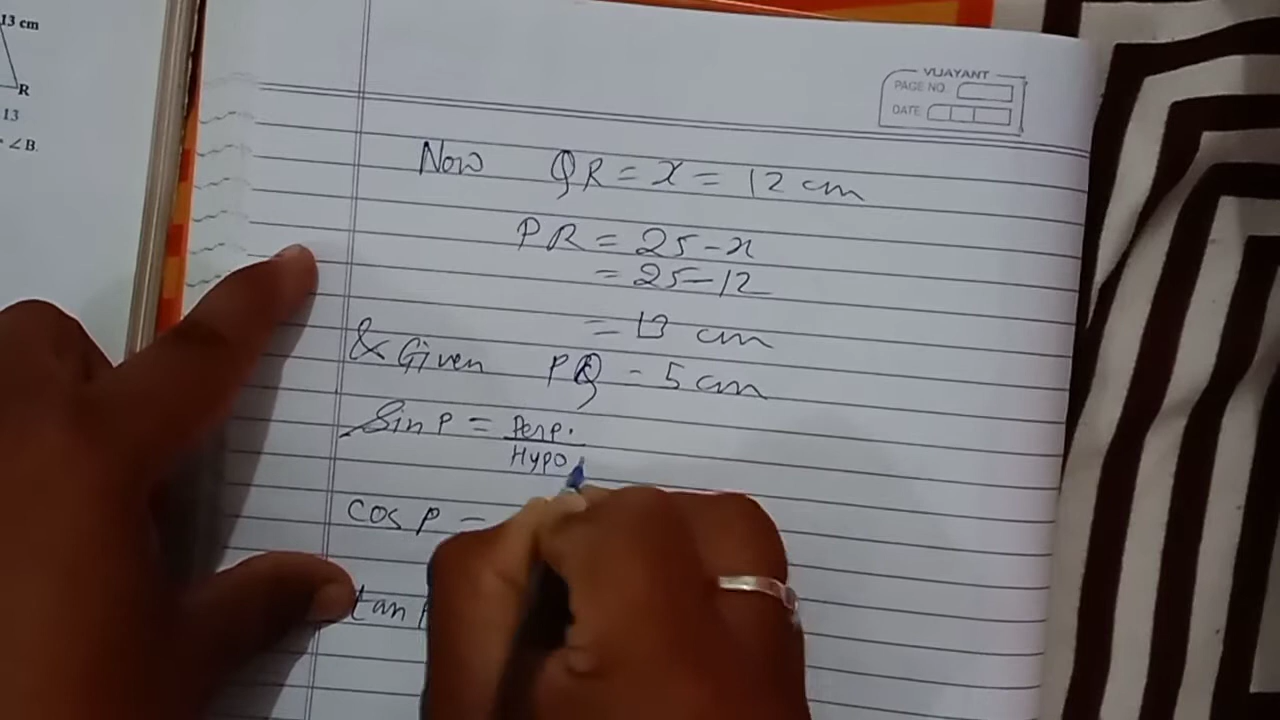 13 cm
R
13
∠B.
VIJAYANT
PAGE NO.
DATE
Now QR = x = 12 cm
PR = 25 - x
= 25 - 12
= 13 cm
& Given PQ = 5 cm
Sin P = Perp.
Hypo
cos P =
tan